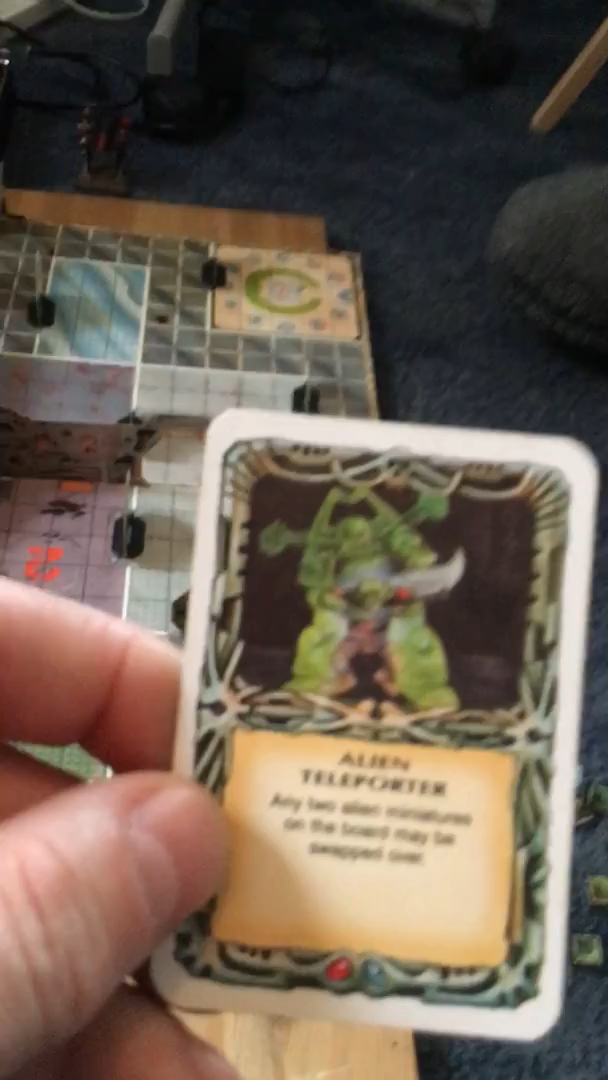 ALIEN
TELEPORTER
Any two alien miniatures
on the board may be
swapped over.